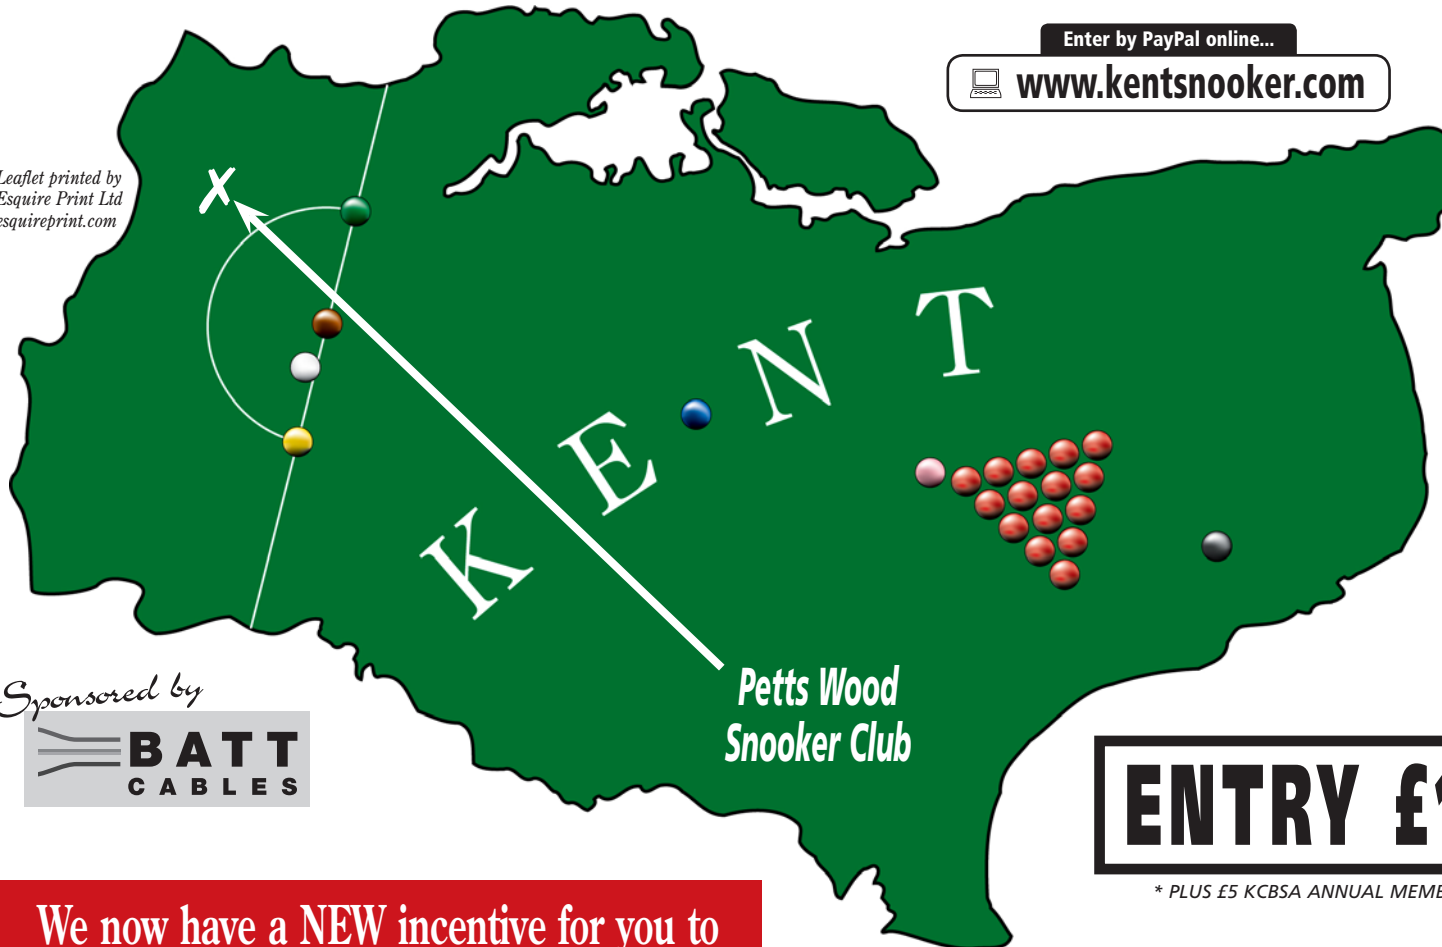 Enter by PayPal online...
www.kentsnooker.com
Leaflet printed by
Esquire Print Ltd
esquireprint.com
X
KENT
Petts Wood
Snooker Club
Sponsored by
BATT
CABLES
ENTRY
* PLUS £5 KCBSA ANNUAL
We now have a NEW incentive for you to